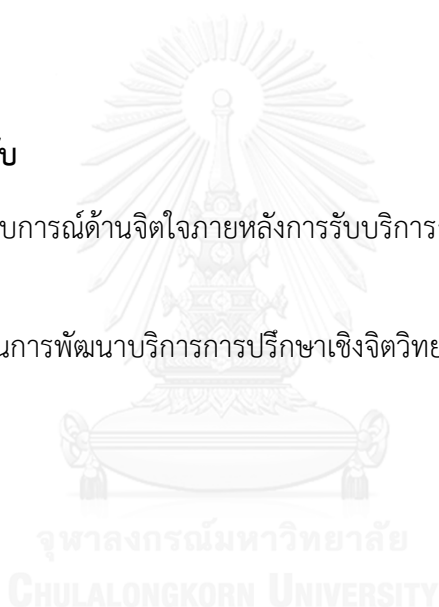 บการณ์ด้านจิตใจภายหลังการรับบริการ
นการพัฒนาบริการการปรึกษาเชิงจิตวิทย
จุฬาลงกรณ์มหาวิทยาลัย
CHULALONGKORN UNIVERSITY